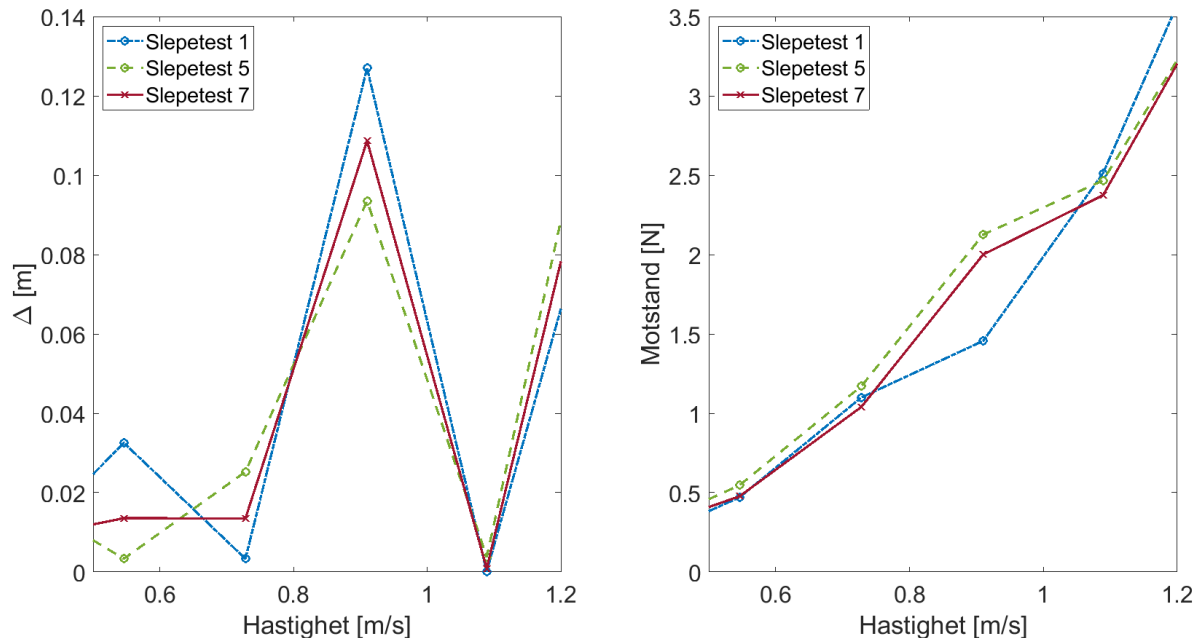 0.14
0.12
0.1
0.08
0.06
0.04
0.02
0
Δ [m]
Slepetest 1
Slepetest 5
Slepetest 7
0.6 0.8 1 1.2
Hastighet [m/s]
3.5
3
2.5
2
1.5
1
0.5
0
Motstand [N]
Slepetest 1
Slepetest 5
Slepetest 7
0.6 0.8 1 1.2
Hastighet [m/s]